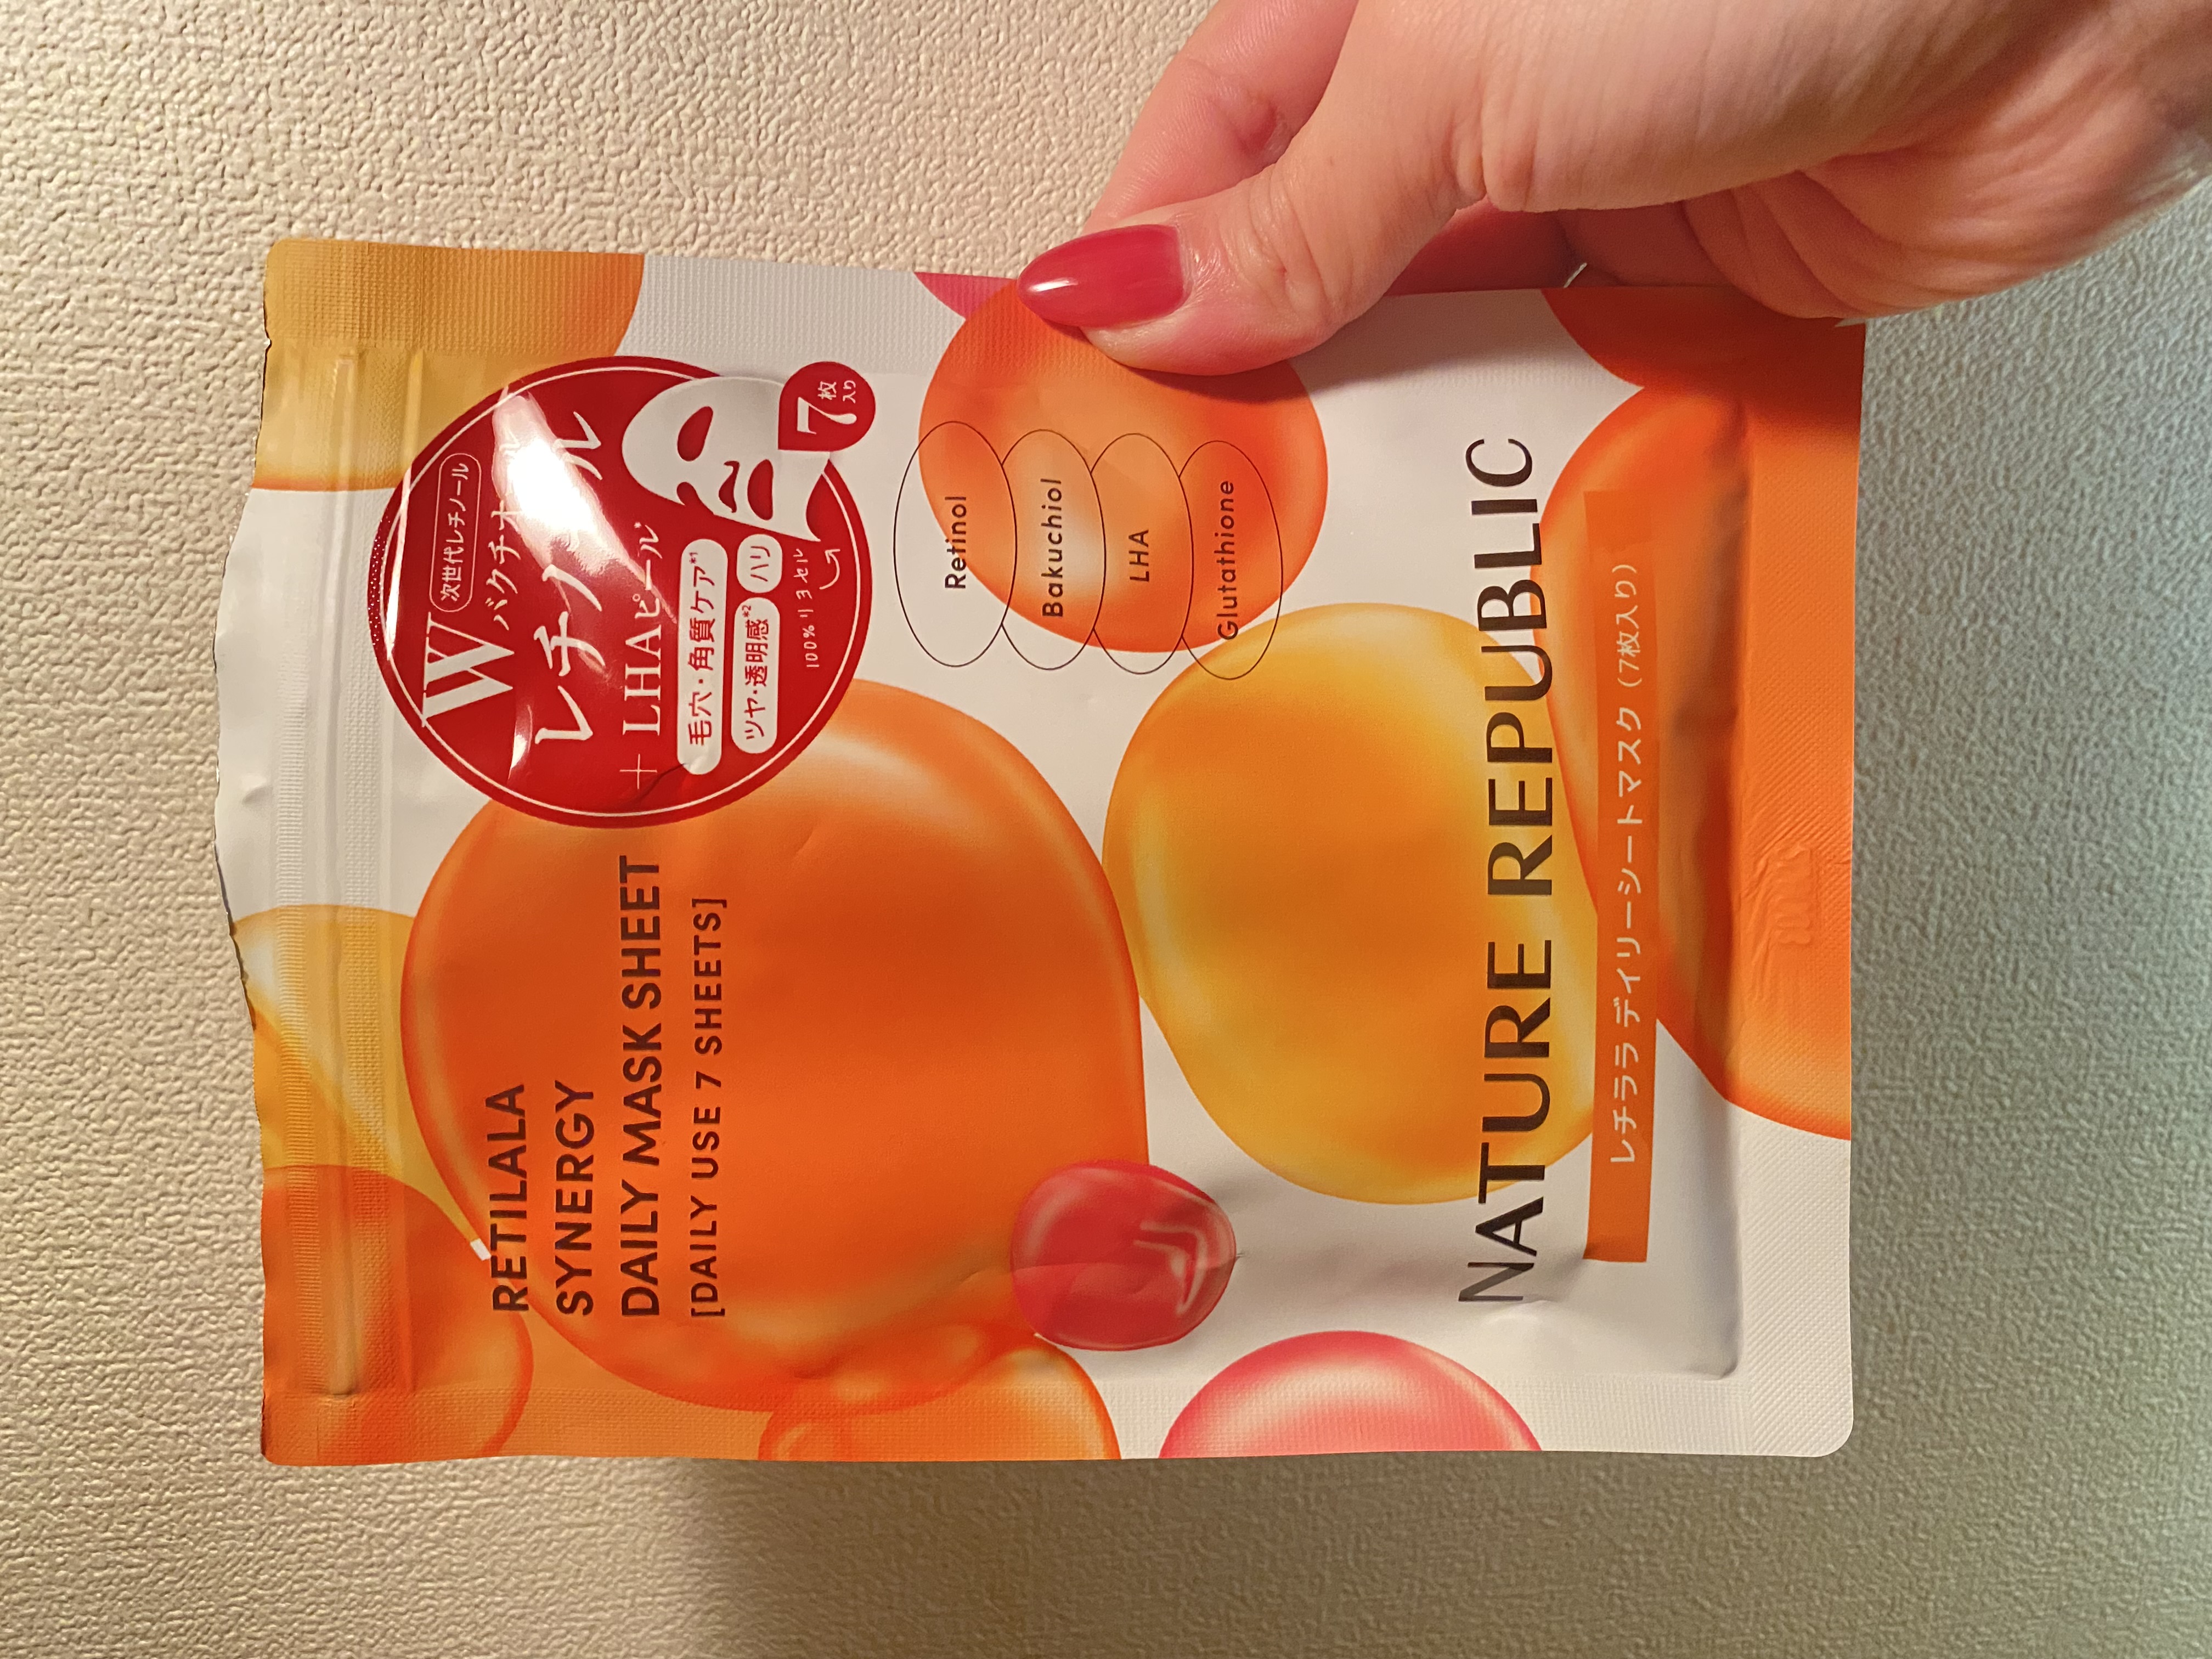 RETILALA
SYNERGY
DAILY MASK SHEET
[DAILY USE 7 SHEETS]
次世代レチノール
W バクチオール
レチノール
+ LHAピール
毛穴・角質ケア*1
ツヤ・透明感*2 ハリ
100%リヨセル
7枚入り
Retinol
Bakuchiol
LHA
Glutathione
NATURE REPUBLIC
レチララ デイリーシートマスク（7枚入り）